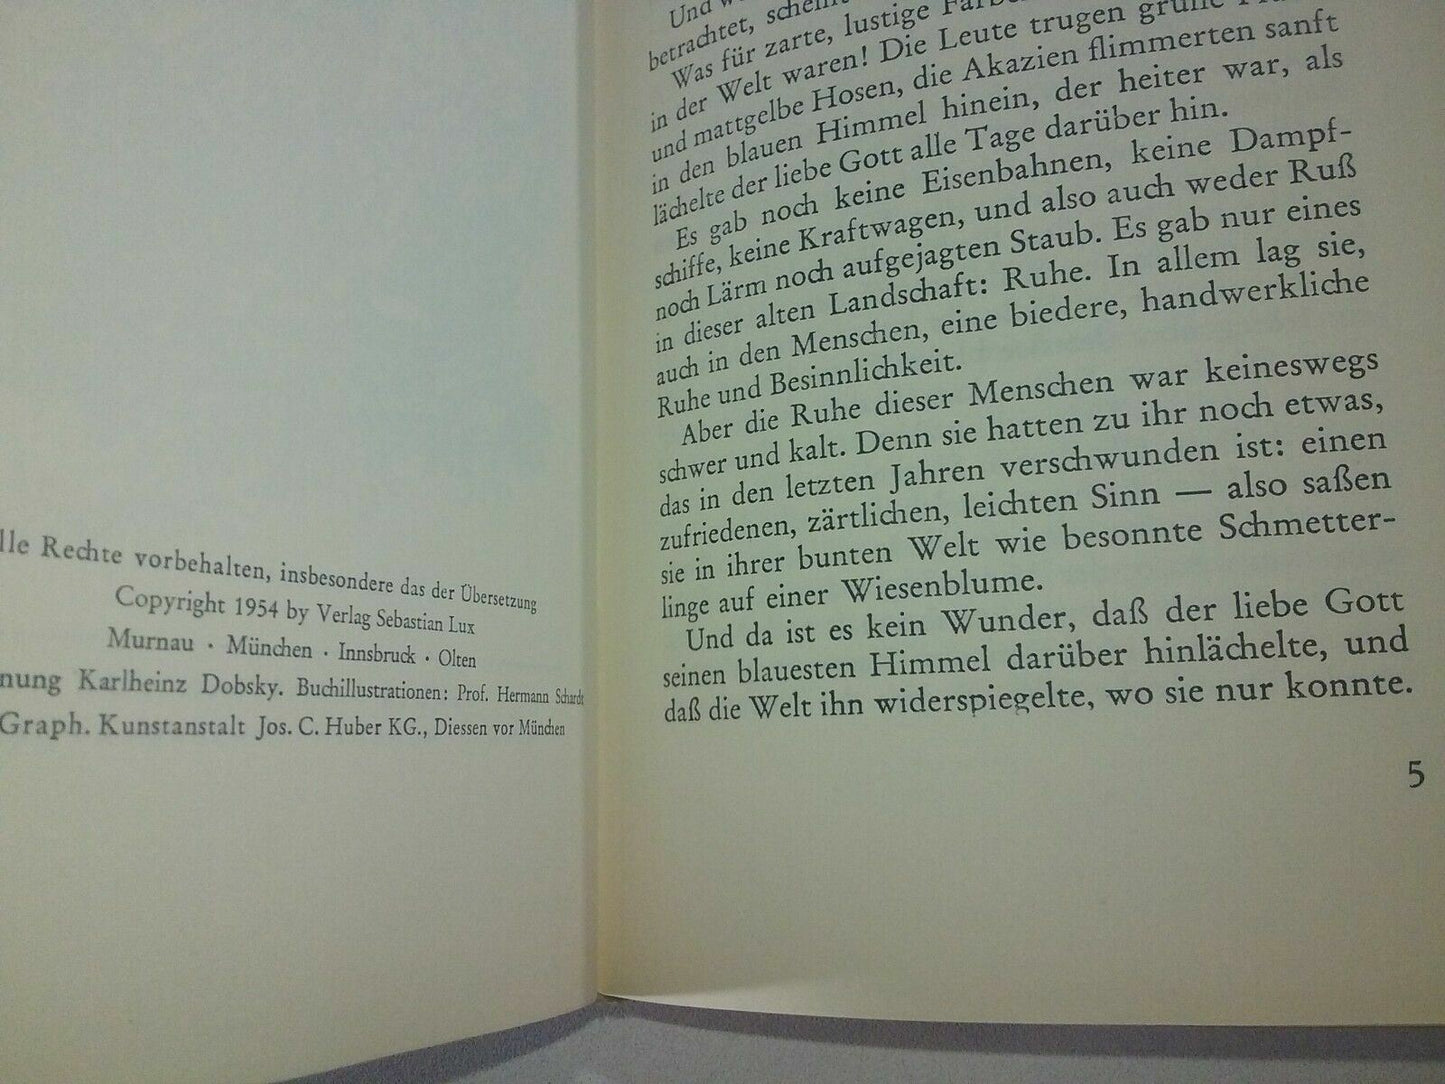 lle Rechte vorbehalten, insbesondere das der Übersetzung
Copyright 1954 by Verlag Sebastian Lux
Murnau · München · Innsbruck · Olten
nung Karlheinz Dobsky. Buchillustrationen: Prof. Hermann Schardt
Graph. Kunstanstalt Jos. C. Huber KG., Diessen vor München
Und
betrachtet,
Was für zarte, lustige
in der Welt waren! Die Leute trugen grüne
und mattgelbe Hosen, die Akazien flimmerten sanft
in den blauen Himmel hinein, der heiter war, als
lächelte der liebe Gott alle Tage darüber hin.
Es gab noch keine Eisenbahnen, keine Dampf-
schiffe, keine Kraftwagen, und also auch weder Ruß
noch Lärm noch aufgejagten Staub. Es gab nur eines
in dieser alten Landschaft: Ruhe. In allem lag sie,
auch in den Menschen, eine biedere, handwerkliche
Ruhe und Besinnlichkeit.
Aber die Ruhe dieser Menschen war keineswegs
schwer und kalt. Denn sie hatten zu ihr noch etwas,
das in den letzten Jahren verschwunden ist: einen
zufriedenen, zärtlichen, leichten Sinn — also saßen
sie in ihrer bunten Welt wie besonnte Schmetter-
linge auf einer Wiesenblume.
Und da ist es kein Wunder, daß der liebe Gott
seinen blauesten Himmel darüber hinlächelte, und
daß die Welt ihn widerspiegelte, wo sie nur konnte.
5